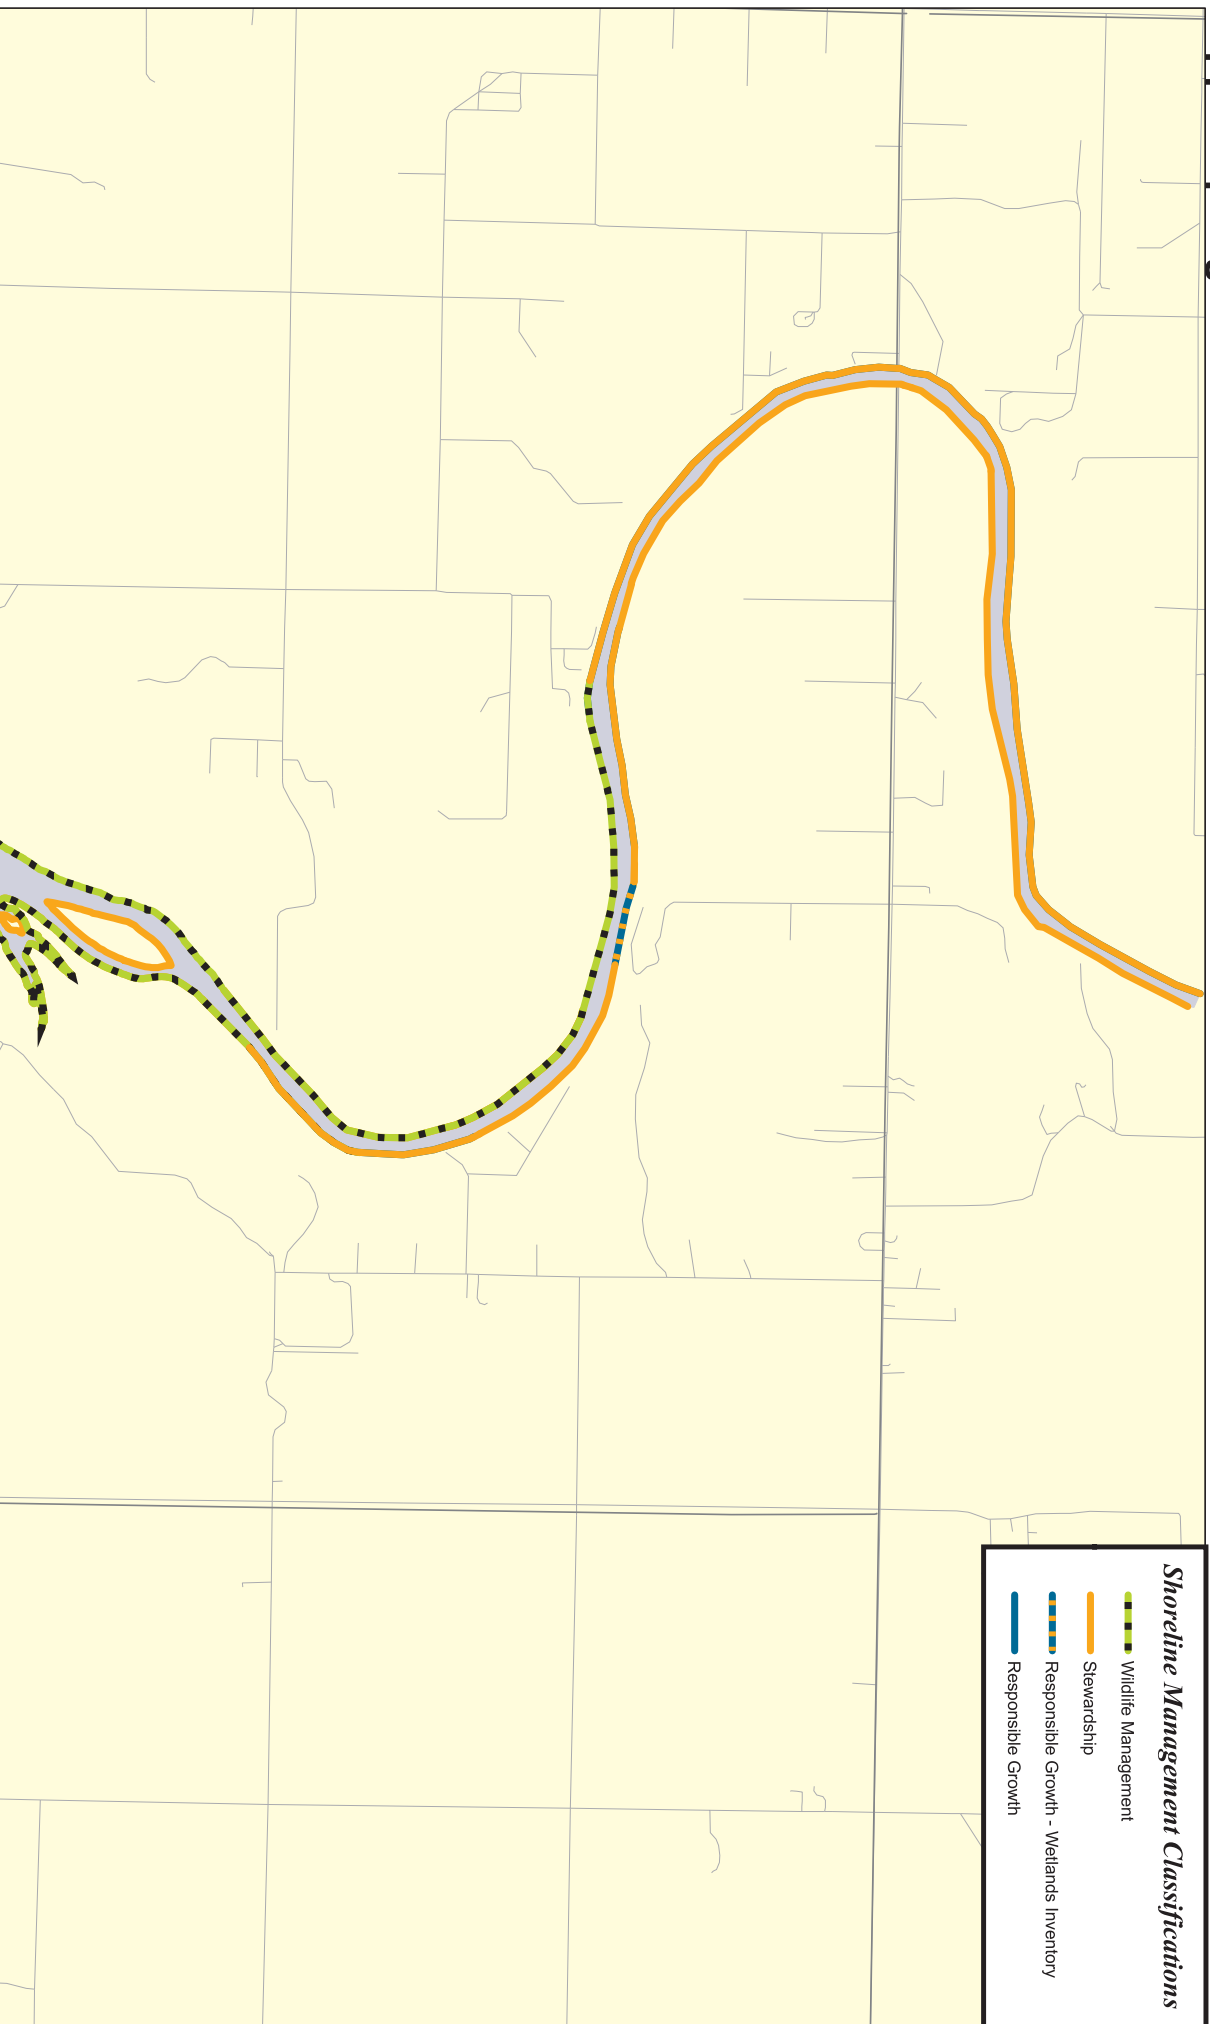 Shoreline Management Classifications
Wildlife Management
Stewardship
Responsible Growth - Wetlands Inventory
Responsible Growth